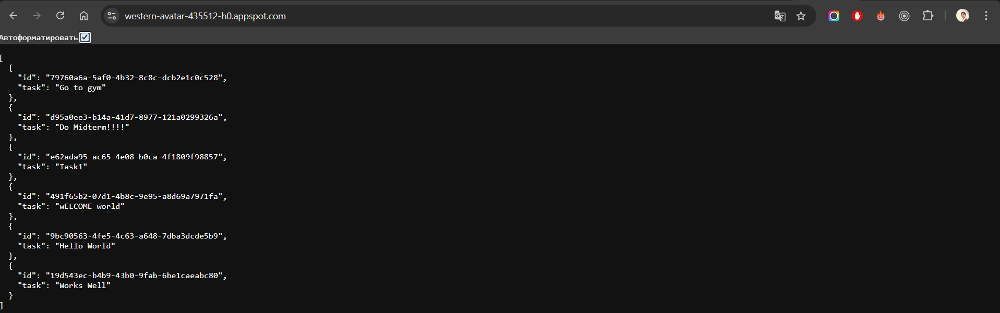 western-avatar-435512-h0.appspot.com
Автоформатировать
[
  {
    "id": "79760a6a-5af0-4b32-8c8c-dcb2e1c0c528",
    "task": "Go to gym"
  },
  {
    "id": "d95a0ee3-b14a-41d7-8977-121a0299326a",
    "task": "Do Midterm!!!!"
  },
  {
    "id": "e62ada95-ac65-4e08-b0ca-4f1809f98857",
    "task": "Task1"
  },
  {
    "id": "491f65b2-07d1-4b8c-9e95-a8d69a7971fa",
    "task": "wELCOME world"
  },
  {
    "id": "9bc90563-4fe5-4c63-a648-7dba3dcde5b9",
    "task": "Hello World"
  },
  {
    "id": "19d543ec-b4b9-43b0-9fab-6be1caeabc80",
    "task": "Works Well"
  }
]